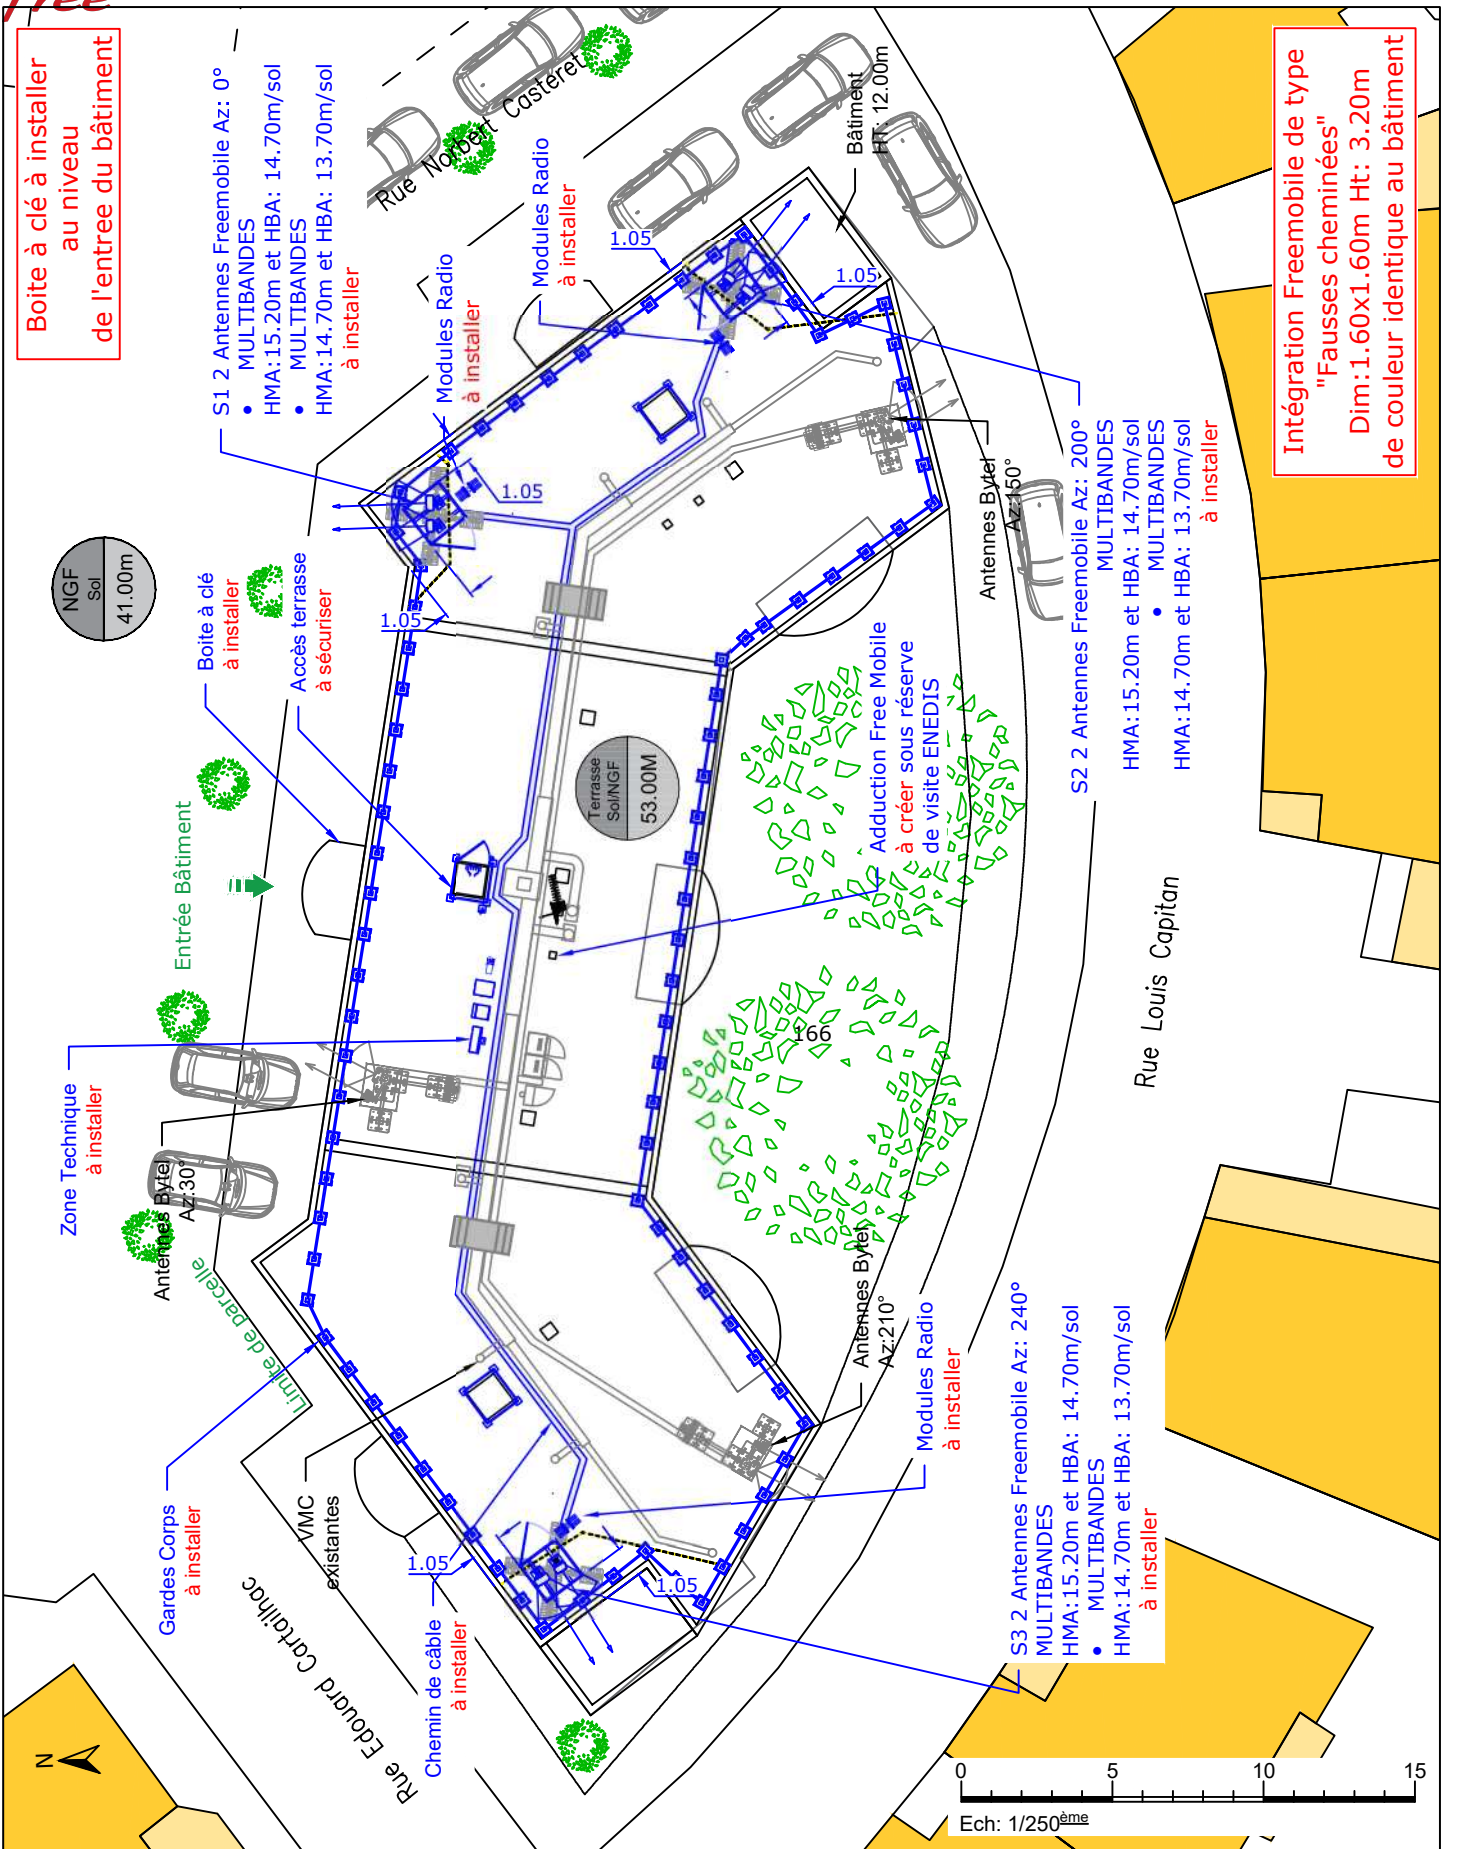 free
Boite à clé à installer
au niveau
de l'entree du bâtiment
S1 2 Antennes Freemobile Az: 0°
• MULTIBANDES
HMA:15.20m et HBA: 14.70m/sol
• MULTIBANDES
HMA:14.70m et HBA: 13.70m/sol
à installer
Rue Norbert Casteret
Modules Radio
à installer
Modules Radio
à installer
Bâtiment
HT: 12.00m
Intégration Freemobile de type
"Fausses cheminées"
Dim:1.60x1.60m Ht: 3.20m
de couleur identique au bâtiment
1.05
1.05
1.05
1.05
NGF
Sol
41.00m
Boite à clé
à installer
Accès terrasse
à sécuriser
Antennes Bytel
Az:150°
S2 2 Antennes Freemobile Az: 200°
MULTIBANDES
HMA:15.20m et HBA: 14.70m/sol
• MULTIBANDES
HMA:14.70m et HBA: 13.70m/sol
à installer
Terrasse
Sol/NGF
53.00M
Adduction Free Mobile
à créer sous réserve
de visite ENEDIS
Entrée Bâtiment
Zone Technique
à installer
Antennes Bytel
Az:30°
166
Rue Louis Capitan
Limite de parcelle
Antennes Bytel
Az:210°
Modules Radio
à installer
Gardes Corps
à installer
VMC
existantes
1.05
1.05
Chemin de câble
à installer
Rue Edouard Cartailhac
S3 2 Antennes Freemobile Az: 240°
MULTIBANDES
HMA:15.20m et HBA: 14.70m/sol
• MULTIBANDES
HMA:14.70m et HBA: 13.70m/sol
à installer
N
0 5 10 15
Ech: 1/250ème